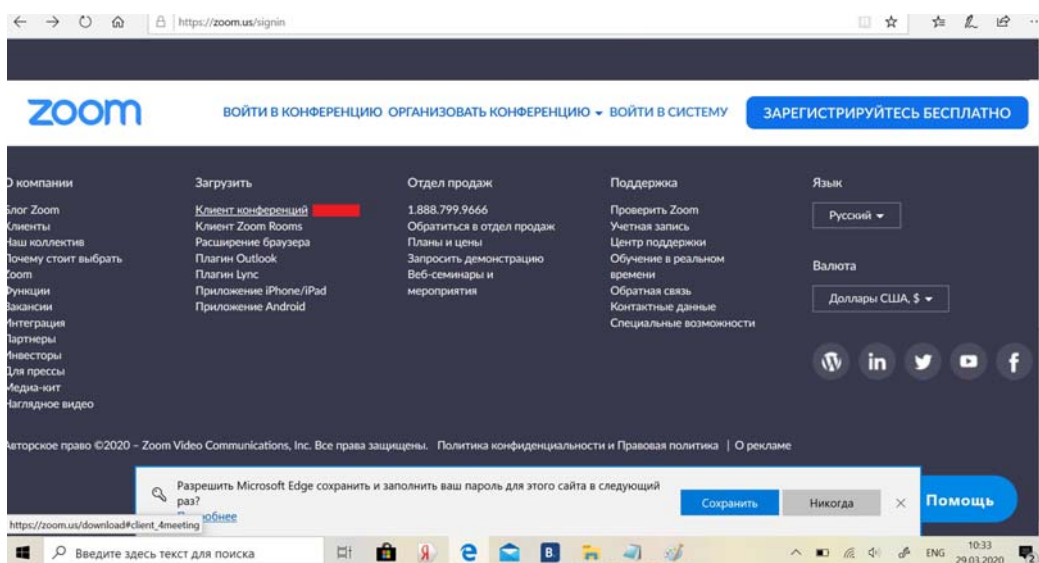 https://zoom.us/signin
zoom
ВОЙТИ В КОНФЕРЕНЦИЮ ОРГАНИЗОВАТЬ КОНФЕРЕНЦИЮ ВОЙТИ В СИСТЕМУ ЗАРЕГИСТРИРУЙТЕСЬ БЕСПЛАТНО
О компании
Блог Zoom
Клиенты
Наш коллектив
Почему стоит выбрать
Zoom
Функции
Вакансии
Интеграция
Партнеры
Инвесторы
Для прессы
Медиа-кит
Наглядное видео
Загрузить
Клиент конференций
Клиент Zoom Rooms
Расширение браузера
Плагин Outlook
Плагин Lync
Приложение iPhone/iPad
Приложение Android
Отдел продаж
1.888.799.9666
Обратиться в отдел продаж
Планы и цены
Запросить демонстрацию
Веб-семинары и
мероприятия
Поддержка
Проверить Zoom
Учетная запись
Центр поддержки
Обучение в реальном
времени
Обратная связь
Контактные данные
Специальные возможности
Язык
Русский
Валюта
Доллары США, $
in
f
Авторское право ©2020 – Zoom Video Communications, Inc. Все права защищены. Политика конфиденциальности и Правовая политика | О рекламе
Разрешить Microsoft Edge сохранить и заполнить ваш пароль для этого сайта в следующий
раз?
Сохранить
Никогда
Помощь
https://zoom.us/download#client_4meeting
Введите здесь текст для поиска
Я
B.
ENG
10:33
29.03.2020
2